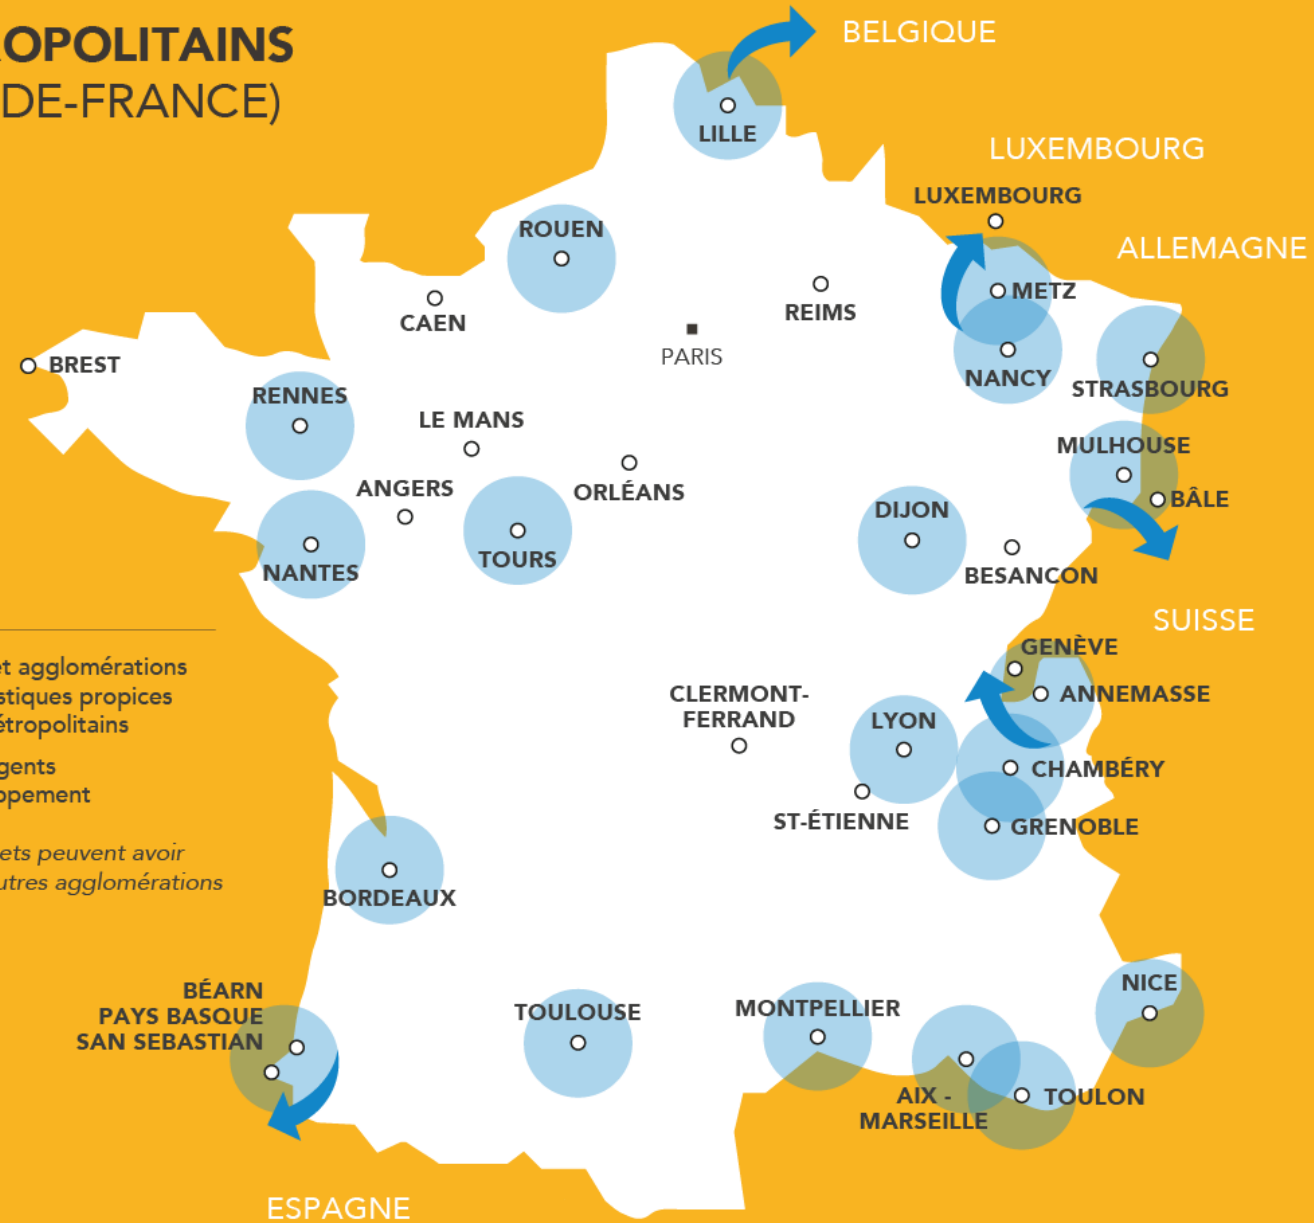 OPOLITAINS
DE-FRANCE)
BELGIQUE
LILLE
LUXEMBOURG
LUXEMBOURG
ALLEMAGNE
ROUEN
METZ
REIMS
CAEN
PARIS
BREST
NANCY
STRASBOURG
RENNES
LE MANS
MULHOUSE
ANGERS
ORLÉANS
BÂLE
DIJON
TOURS
NANTES
BESANCON
SUISSE
GENÈVE
et agglomérations
stiques propices
étropolitains
gents
ppement
ets peuvent avoir
utres agglomérations
CLERMONT-
FERRAND
ANNEMASSE
LYON
CHAMBÉRY
ST-ÉTIENNE
GRENOBLE
BORDEAUX
BÉARN
PAYS BASQUE
SAN SEBASTIAN
TOULOUSE
MONTPELLIER
NICE
AIX -
MARSEILLE
TOULON
ESPAGNE